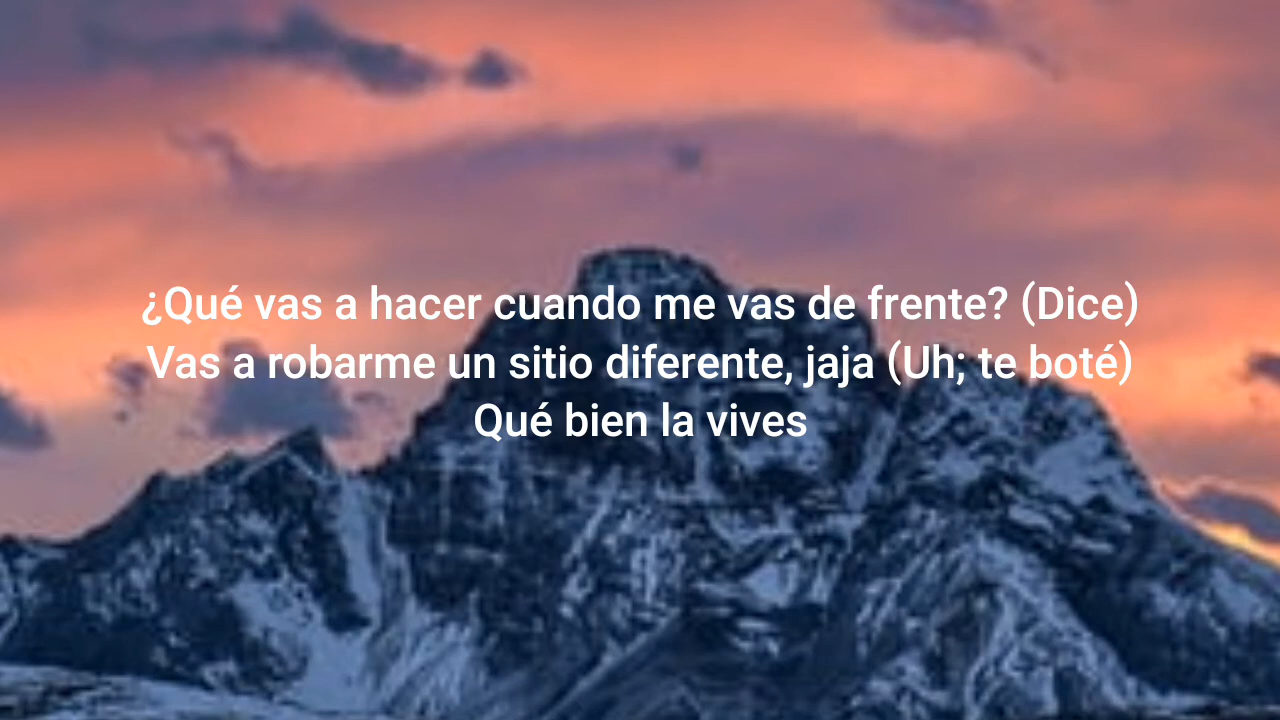 ¿Qué vas a hacer cuando me vas de frente? (Dice)
Vas a robarme un sitio diferente, jaja (Uh; te boté)
Qué bien la vives